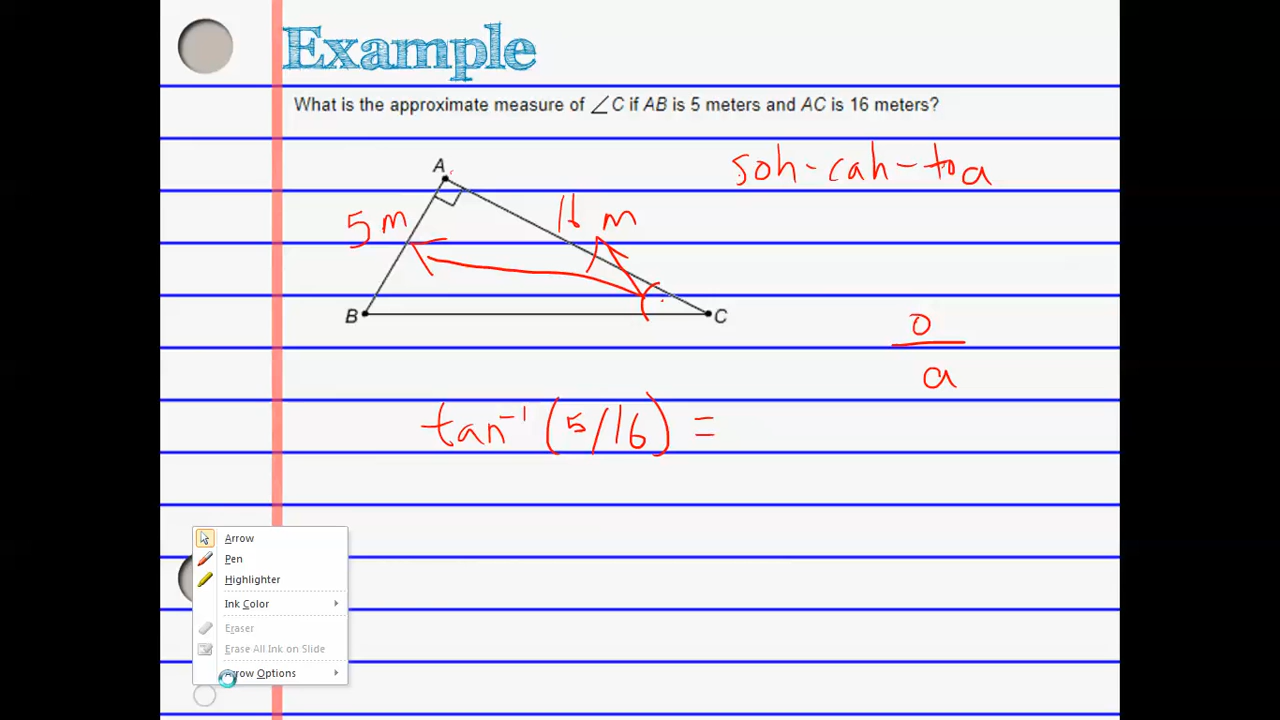 Example
What is the approximate measure of ∠C if AB is 5 meters and AC is 16 meters?
soh-cah-toa
A
5 m
16 m
B
C
o
a
tan⁻¹ (5/16) =
Arrow
Pen
Highlighter
Ink Color
Eraser
Erase All Ink on Slide
Arrow Options